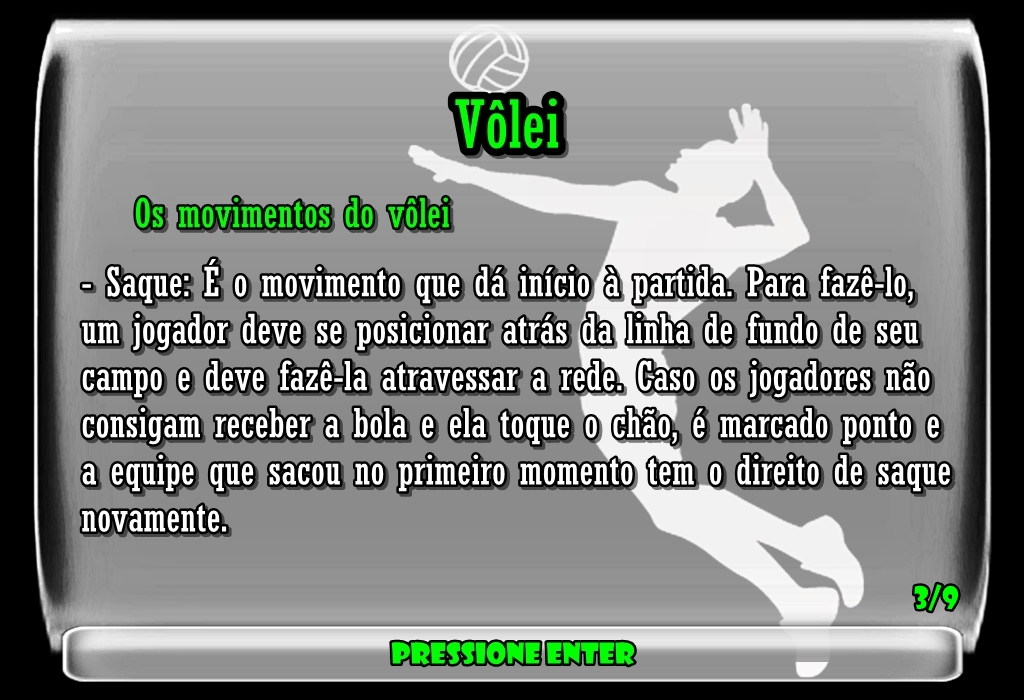 Vôlei
Os movimentos do vôlei
- Saque: É o movimento que dá início à partida. Para fazê-lo,
um jogador deve se posicionar atrás da linha de fundo de seu
campo e deve fazê-la atravessar a rede. Caso os jogadores não
consigam receber a bola e ela toque o chão, é marcado ponto e
a equipe que sacou no primeiro momento tem o direito de saque
novamente.
3/9
PRESSIONE ENTER